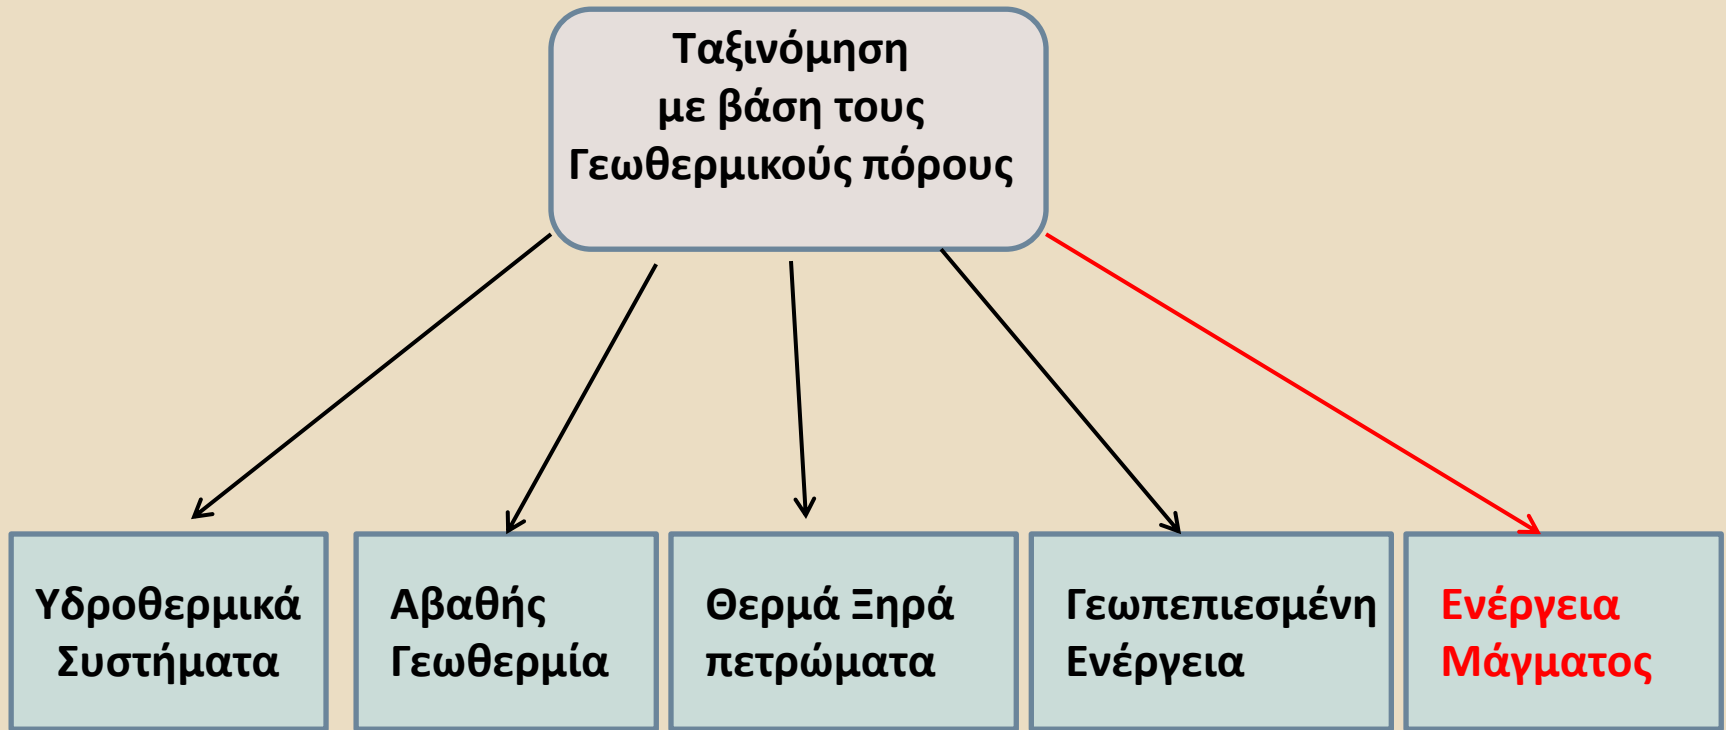 Ταξινόμηση
με βάση τους
Γεωθερμικούς πόρους
Υδροθερμικά
Συστήματα
Αβαθής
Γεωθερμία
Θερμά Ξηρά
πετρώματα
Γεωπεπιεσμένη
Ενέργεια
Ενέργεια
Μάγματος